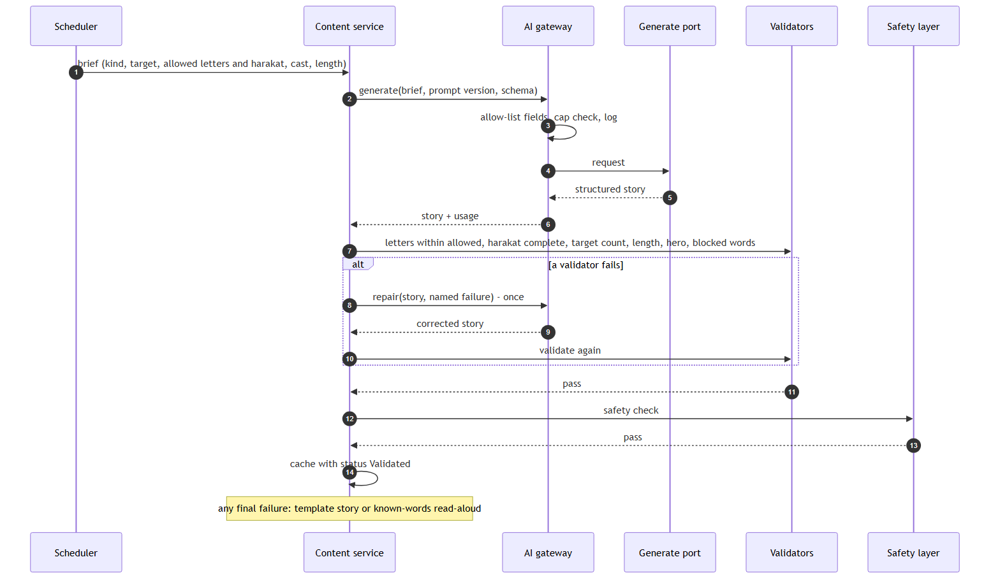 Scheduler
Content service
AI gateway
Generate port
Validators
Safety layer
brief (kind, target, allowed letters and harakat, cast, length)
1
generate(brief, prompt version, schema)
2
allow-list fields, cap check, log
3
request
4
structured story
5
story + usage
6
letters within allowed, harakat complete, target count, length, hero, blocked words
7
alt
[a validator fails]
repair(story, named failure) - once
8
corrected story
9
validate again
10
pass
11
safety check
12
pass
13
cache with status Validated
14
any final failure: template story or known-words read-aloud
Scheduler
Content service
AI gateway
Generate port
Validators
Safety layer